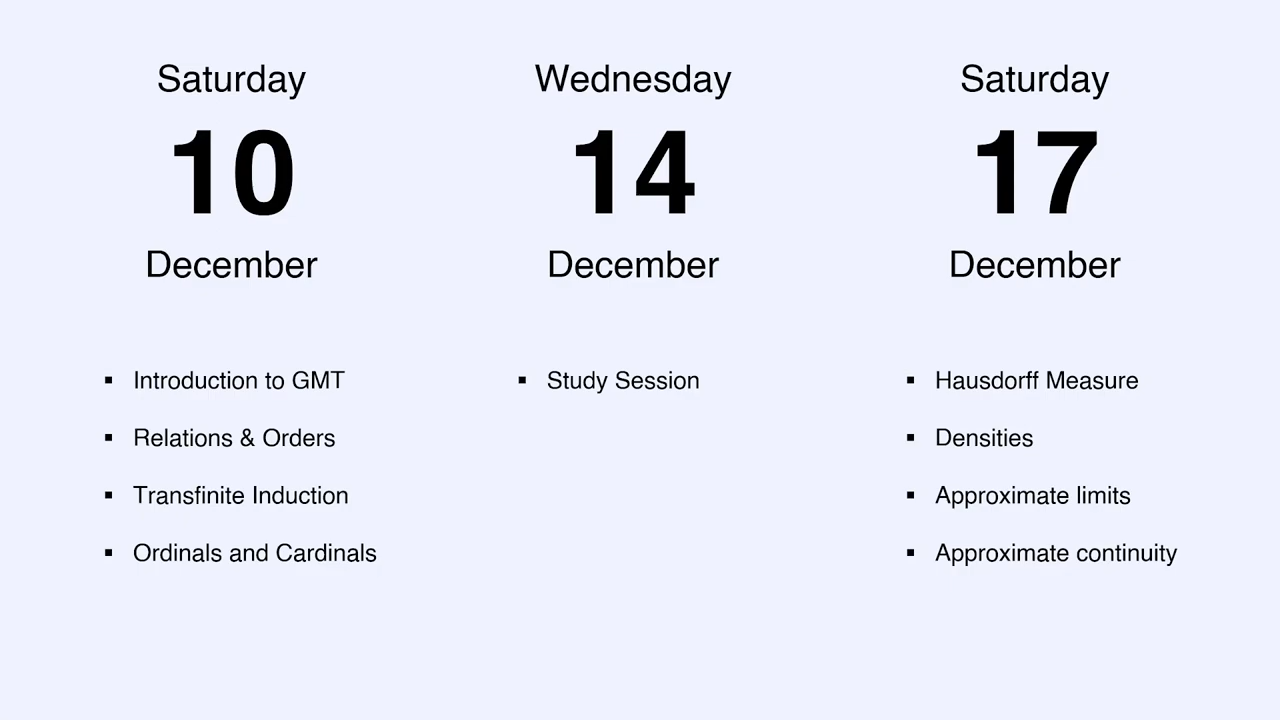 Saturday
10
December
▪ Introduction to GMT
▪ Relations & Orders
▪ Transfinite Induction
▪ Ordinals and Cardinals
Wednesday
14
December
▪ Study Session
Saturday
17
December
▪ Hausdorff Measure
▪ Densities
▪ Approximate limits
▪ Approximate continuity